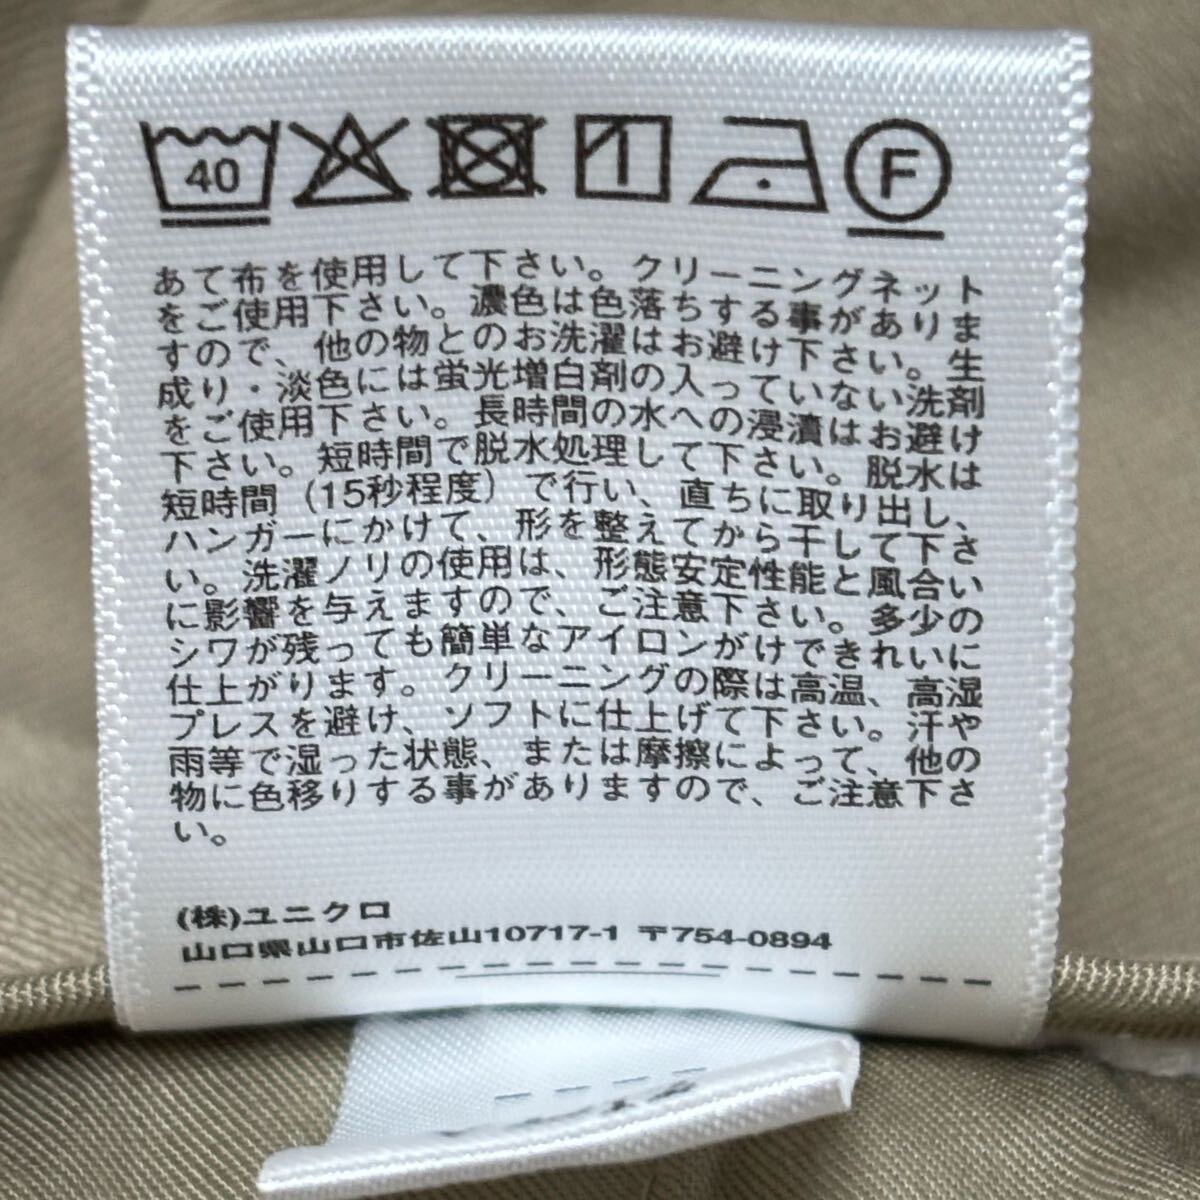 40
F
あて布を使用して下さい。クリーニングネット
をご使用下さい。濃色は色落ちする事がありま
すので、他の物とのお洗濯はお避け下さい。生
成り・淡色には蛍光増白剤の入っていない洗剤
をご使用下さい。長時間の水への浸漬はお避け
下さい。短時間で脱水処理して下さい。脱水は
短時間(15秒程度)で行い、直ちに取り出し、
ハンガーにかけて、形を整えてから干して下さ
い。洗濯ノリの使用は、形態安定性能と風合い
に影響を与えますので、ご注意下さい。多少の
シワが残っても簡単なアイロンがけできれいに
仕上がります。クリーニングの際は高温、高湿
プレスを避け、ソフトに仕上げて下さい。汗や
雨等で湿った状態、または摩擦によって、他の
物に色移りする事がありますので、ご注意下さ
い。
(株)ユニクロ
山口県山口市佐山10717-1 〒754-0894